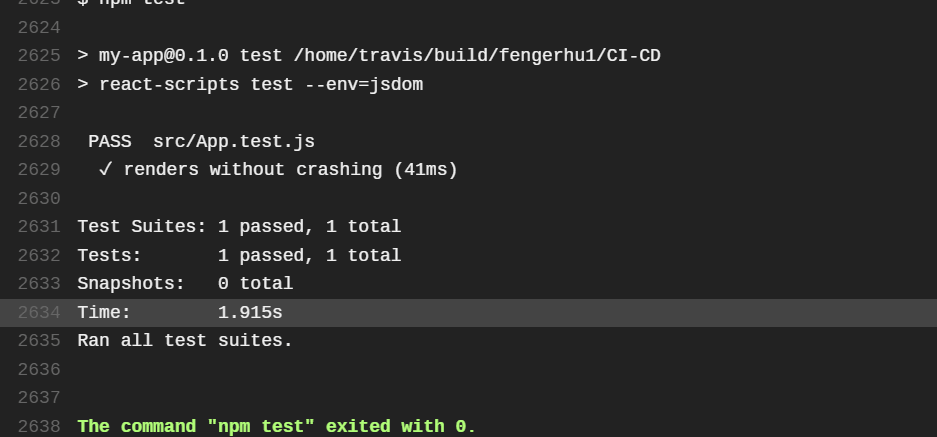 2623 $ npm test
2624
2625 > my-app@0.1.0 test /home/travis/build/fengerhu1/CI-CD
2626 > react-scripts test --env=jsdom
2627
2628 PASS src/App.test.js
2629 ✓ renders without crashing (41ms)
2630
2631 Test Suites: 1 passed, 1 total
2632 Tests: 1 passed, 1 total
2633 Snapshots: 0 total
2634 Time: 1.915s
2635 Ran all test suites.
2636
2637
2638 The command "npm test" exited with 0.